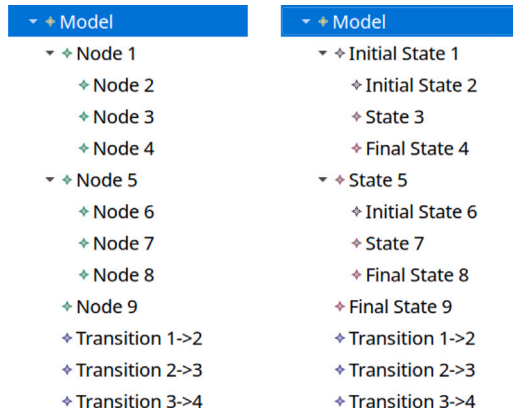 Model
Node 1
Node 2
Node 3
Node 4
Node 5
Node 6
Node 7
Node 8
Node 9
Transition 1->2
Transition 2->3
Transition 3->4
Model
Initial State 1
Initial State 2
State 3
Final State 4
State 5
Initial State 6
State 7
Final State 8
Final State 9
Transition 1->2
Transition 2->3
Transition 3->4